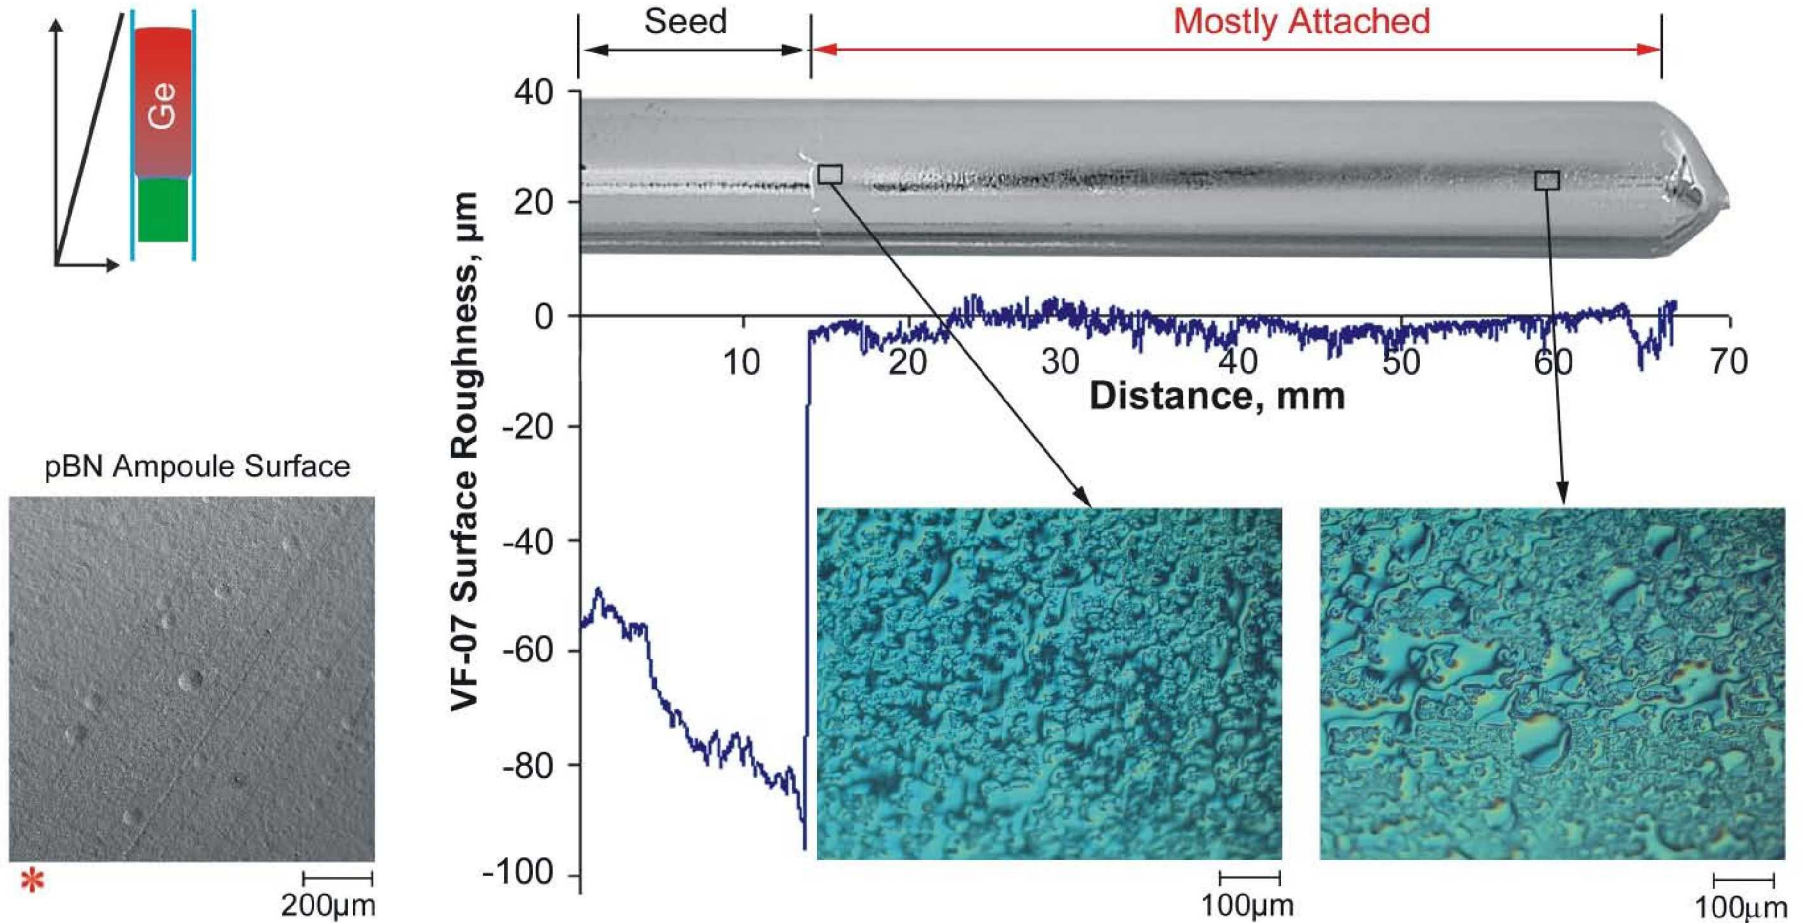 Seed
Mostly Attached
Ge
40
20
0
-20
-40
-60
-80
-100
VF-07 Surface Roughness, µm
10 20 30 40 50 60 70
Distance, mm
pBN Ampoule Surface
*
200µm
100µm
100µm